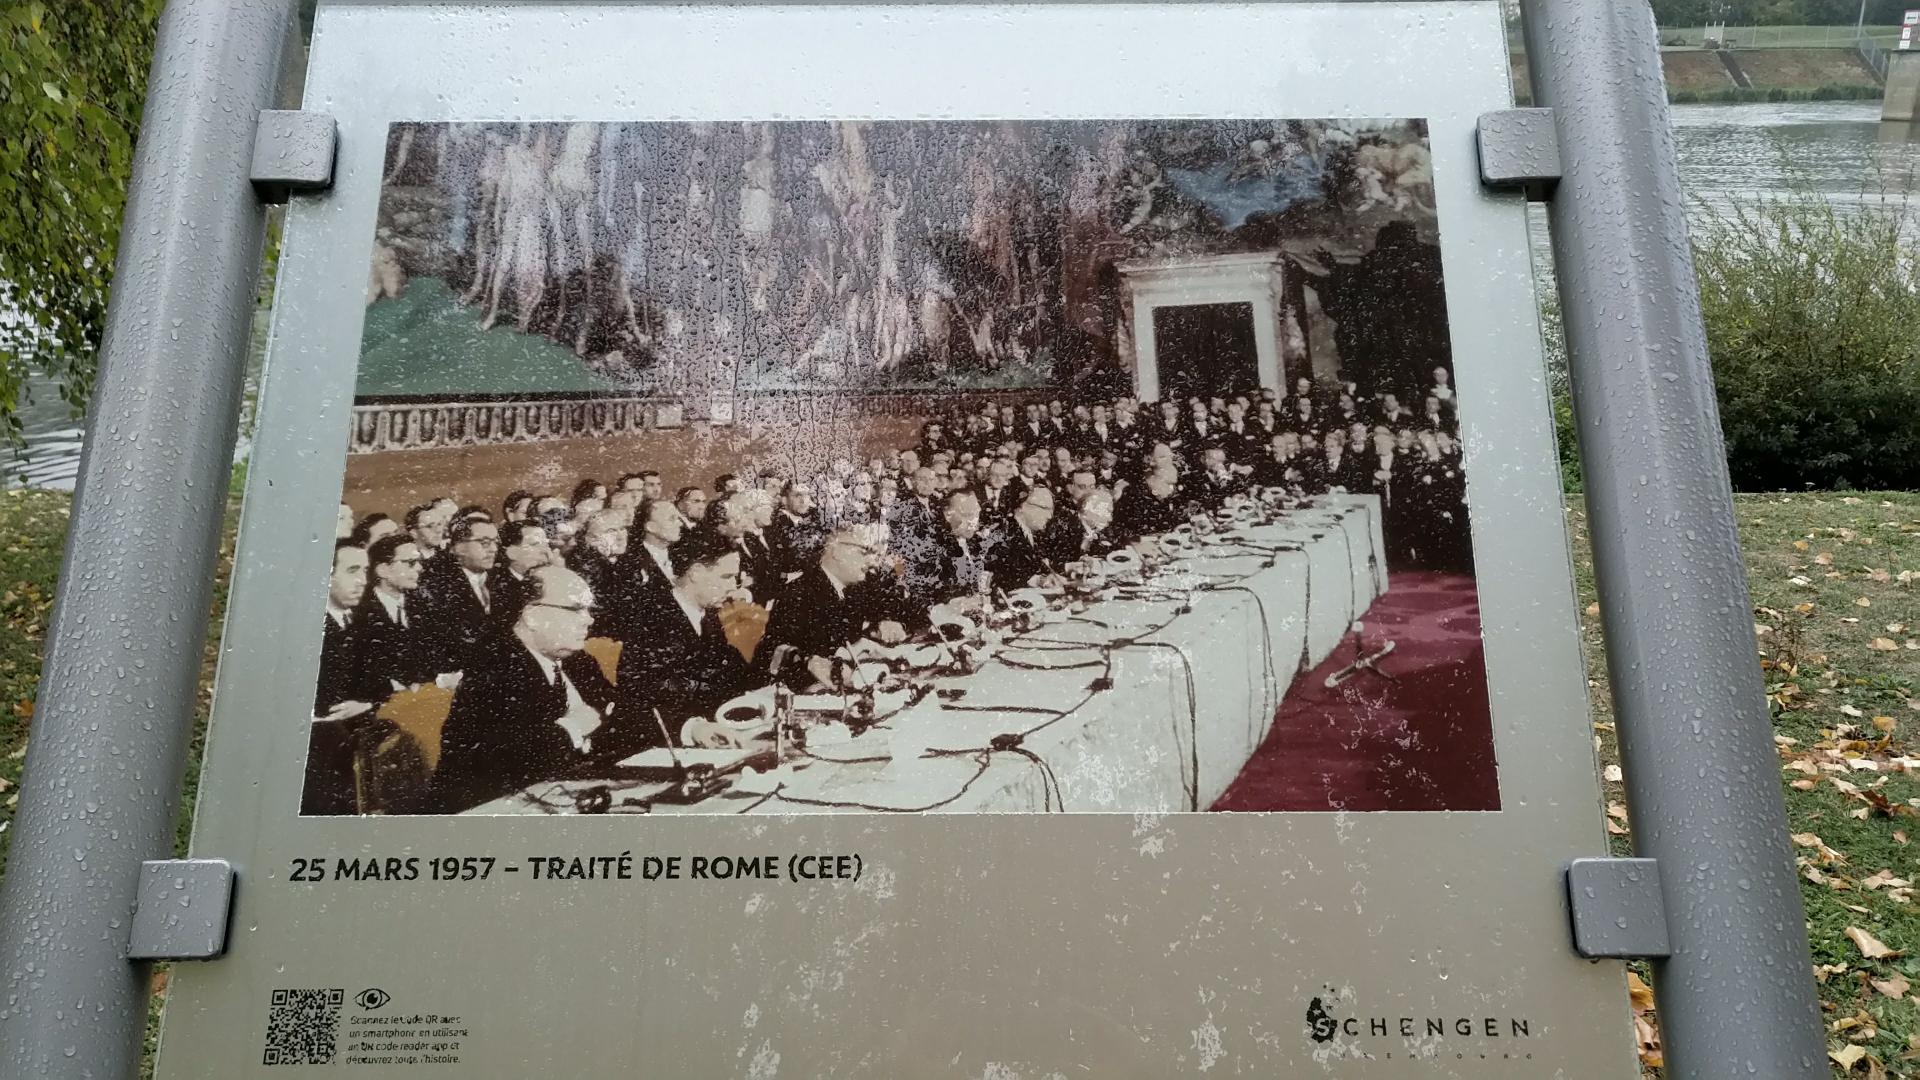 25 MARS 1957 – TRAITÉ DE ROME (CEE)
Scannez le code QR avec
un smartphone en utilisant
un QR code reader app et
découvrez toute l'histoire.
SCHENGEN